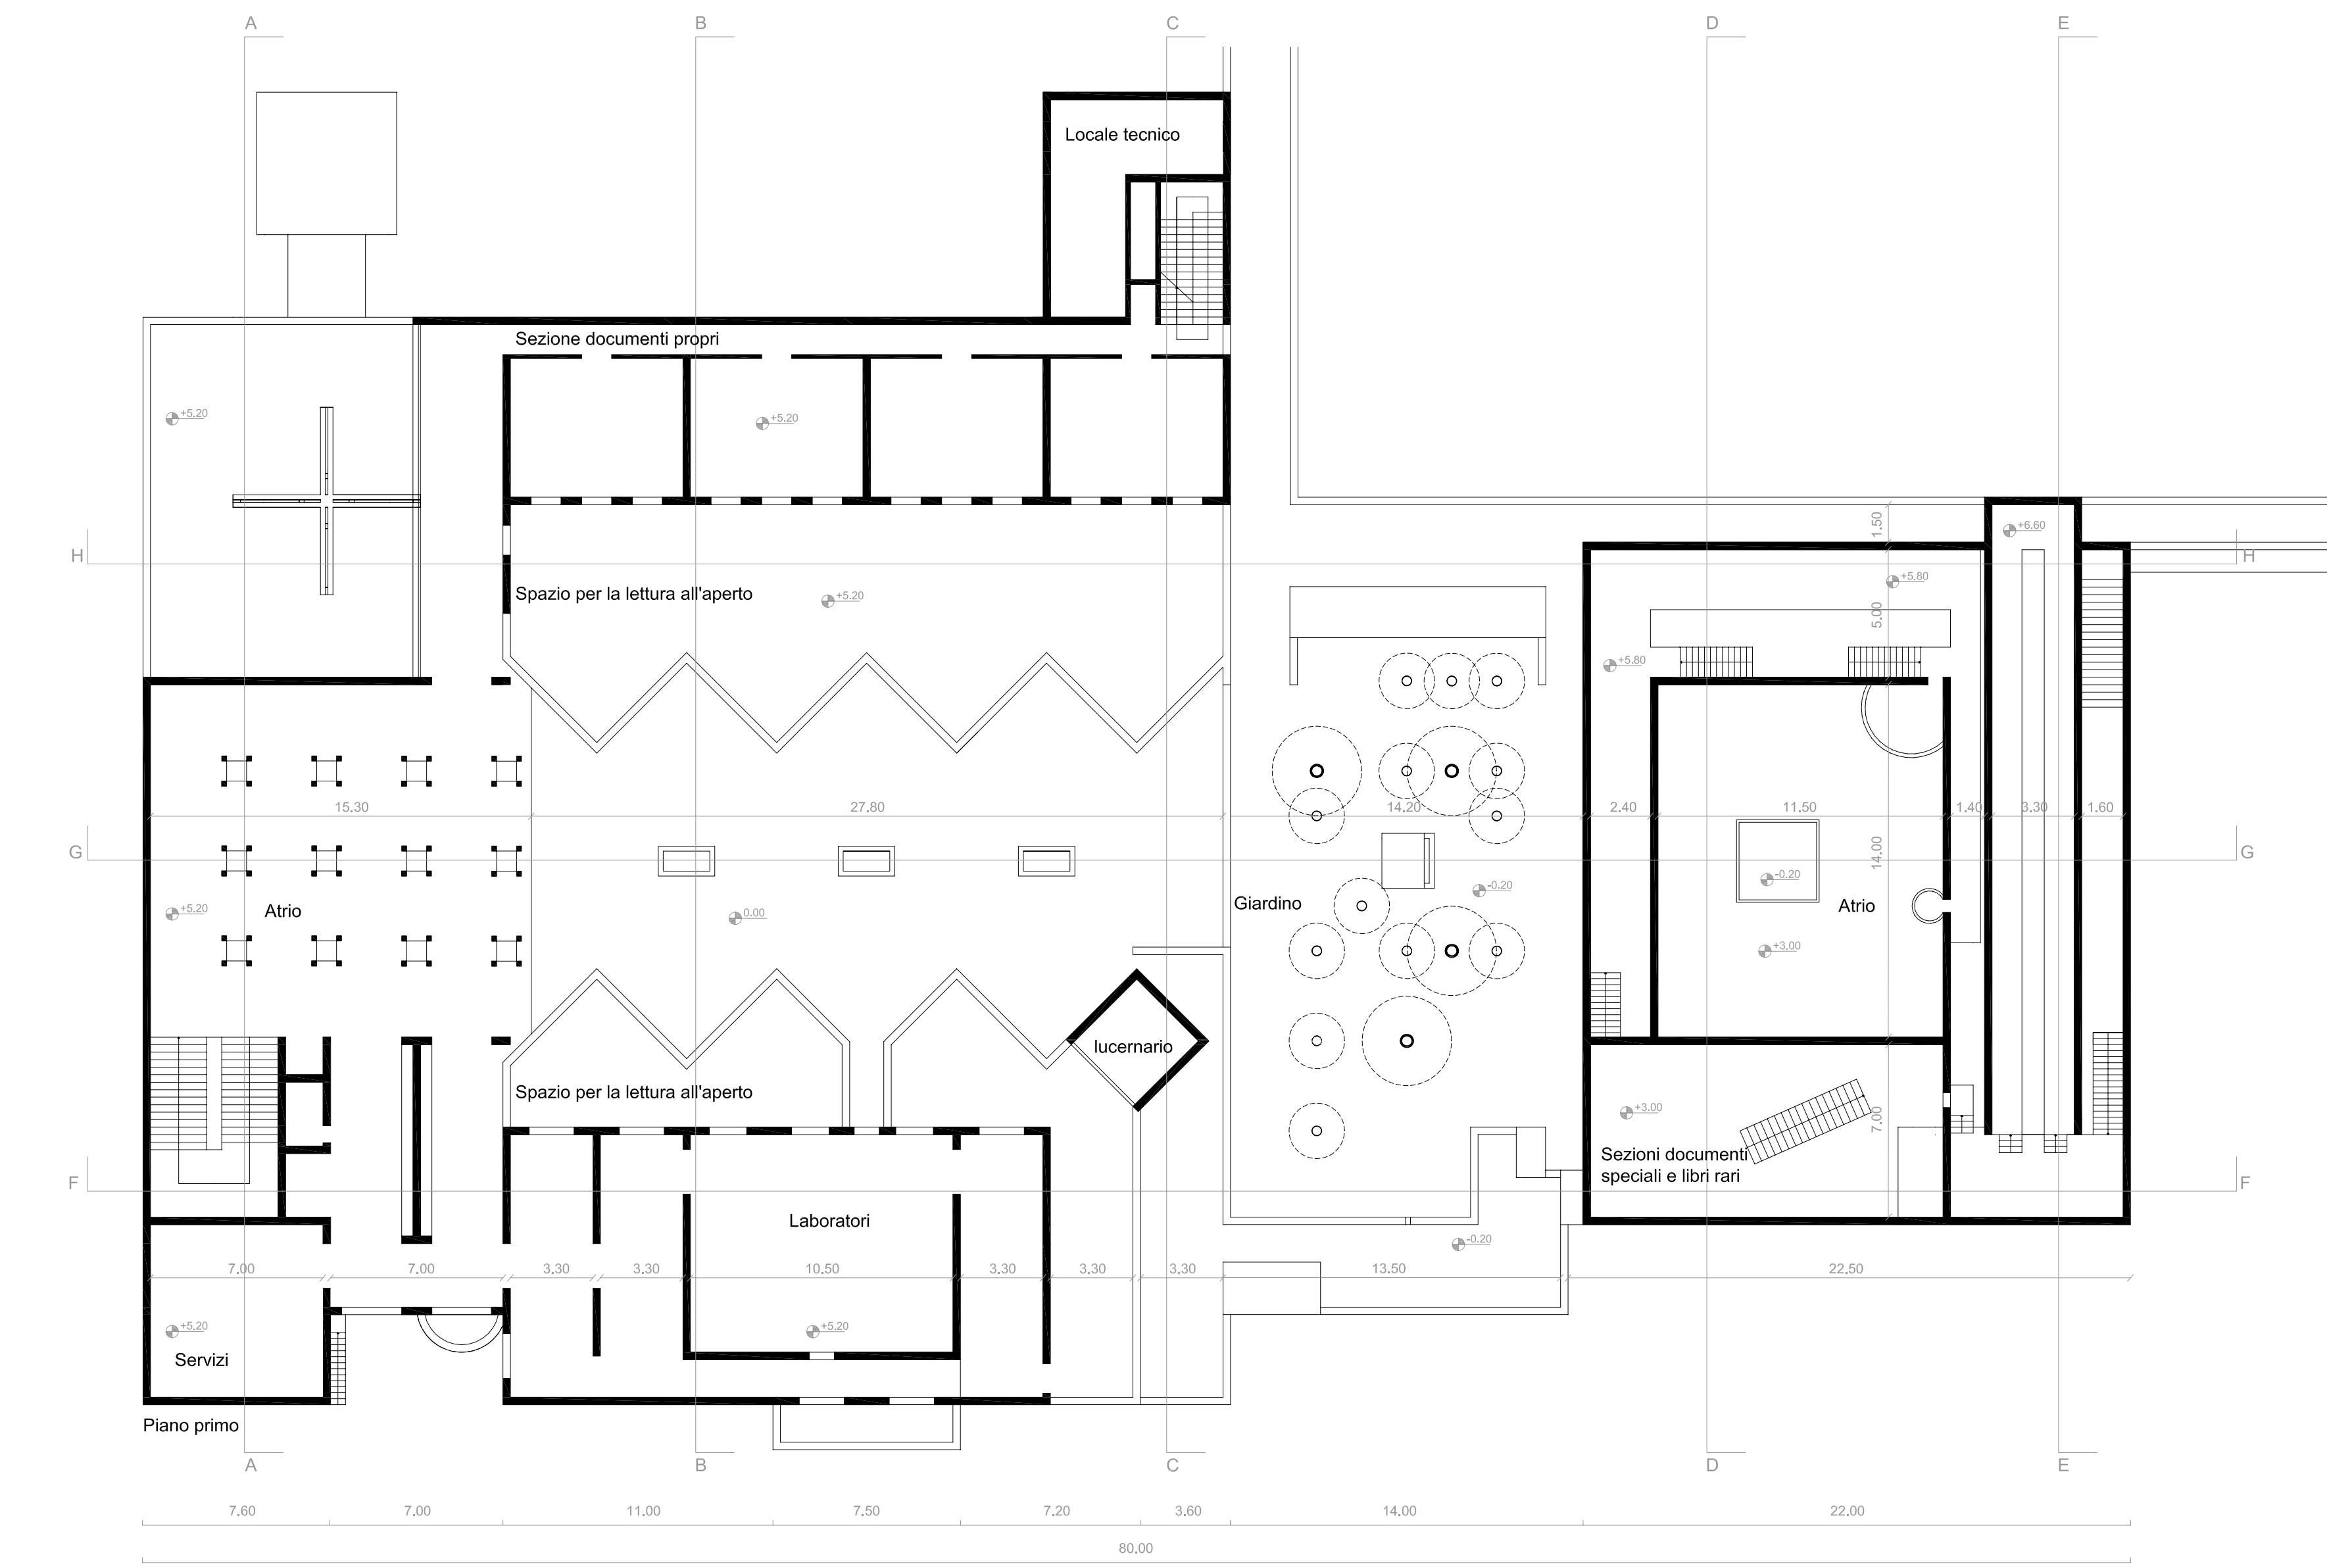 A B C D E
Locale tecnico
Sezione documenti propri
+5.20
+5.20
1.50
+6.60
H H
+5.80
Spazio per la lettura all'aperto
+5.20
5.00
+5.80
15.30 27.80 14.20 2.40 11.50 1.40 3.30 1.60
G G
14.00
-0.20
-0.20
+5.20
Atrio
0.00
Giardino
Atrio
+3.00
lucernario
Spazio per la lettura all'aperto
+3.00
7.00
Sezioni documenti
speciali e libri rari
F F
Laboratori
-0.20
7.00 7.00 3.30 3.30 10.50 3.30 3.30 3.30 13.50 22.50
+5.20
+5.20
Servizi
Piano primo
A B C D E
7.60 7.00 11.00 7.50 7.20 3.60 14.00 22.00
80.00